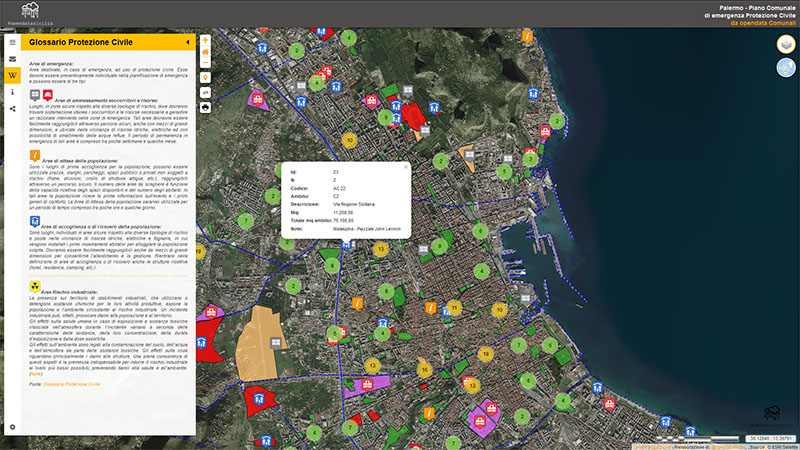 #opendatasicilia
Palermo - Piano Comunale
di emergenza Protezione Civile
da opendata Comunali
Glossario Protezione Civile
Aree di emergenza:
Aree destinate, in caso di emergenza, ad uso di protezione civile. Esse
devono essere preventivamente individuate nella pianificazione di emergenza
e possono essere di tre tipi:
Aree di ammassamento soccorritori e risorse:
Luoghi, in zone sicure rispetto alle diverse tipologie di rischio, dove dovranno
trovare sistemazione idonea i soccorritori e le risorse necessarie a garantire
un razionale intervento nelle zone di emergenza. Tali aree dovranno essere
facilmente raggiungibili attraverso percorsi sicuri, anche con mezzi di grandi
dimensioni, e ubicate nelle vicinanze di risorse idriche, elettriche ed con
possibilità di smaltimento delle acque reflue. Il periodo di permanenza in
emergenza di tali aree è compreso tra poche settimane e qualche mese.
Aree di attesa della popolazione:
Sono i luoghi di prima accoglienza per la popolazione; possono essere
utilizzate piazze, slarghi, parcheggi, spazi pubblici o privati non soggetti a
rischio (frane, alluvioni, crollo di strutture attigue, etc.), raggiungibili
attraverso un percorso sicuro. Il numero delle aree da scegliere è funzione
della capacità ricettiva degli spazi disponibili e del numero degli abitanti. In
tali aree la popolazione riceve le prime informazioni sull'evento e i primi
generi di conforto. Le Aree di Attesa della Popolazione saranno utilizzate per
un periodo di tempo compreso tra poche ore e qualche giorno.
Aree di accoglienza o di ricovero della popolazione:
Sono luoghi, individuati in aree sicure rispetto alle diverse tipologie di rischio
e poste nelle vicinanze di risorse idriche, elettriche e fognarie, in cui
vengono installati i primi insediamenti abitativi per alloggiare la popolazione
colpita. Dovranno essere facilmente raggiungibili anche da mezzi di grandi
dimensioni per consentirne l'allestimento e la gestione. Rientrano nella
definizione di aree di accoglienza o di ricovero anche le strutture ricettive
(hotel, residence, camping, etc.).
Aree Rischio industriale:
La presenza sul territorio di stabilimenti industriali, che utilizzano o
detengono sostanze chimiche per le loro attività produttive, espone la
popolazione e l'ambiente circostante al rischio industriale. Un incidente
industriale può, infatti, provocare danni alla popolazione e al territorio.
Gli effetti sulla salute umana in caso di esposizione a sostanze tossiche
rilasciate nell'atmosfera durante l'incidente variano a seconda delle
caratteristiche delle sostanze, della loro concentrazione, della durata
d'esposizione e dalla dose assorbita.
Gli effetti sull'ambiente sono legati alla contaminazione del suolo, dell'acqua
e dell'atmosfera da parte delle sostanze tossiche. Gli effetti sulle cose
riguardano principalmente i danni alle strutture. Una piena conoscenza di
questi aspetti è la premessa indispensabile per ridurre il rischio industriale
ai livelli più bassi possibili, prevenendo danni alla salute e all'ambiente.
(fonte)
Fonte: Glossario Protezione Civile
Id: 23
N: 2
Codice: AC.22
Ambito: C2
Descrizione: Via Regione Siciliana
Mq: 11.200,00
Totale mq ambito: 70.160,00
Note: Malaspina - Piazzale John Lennon
38.12040 : 13.39791